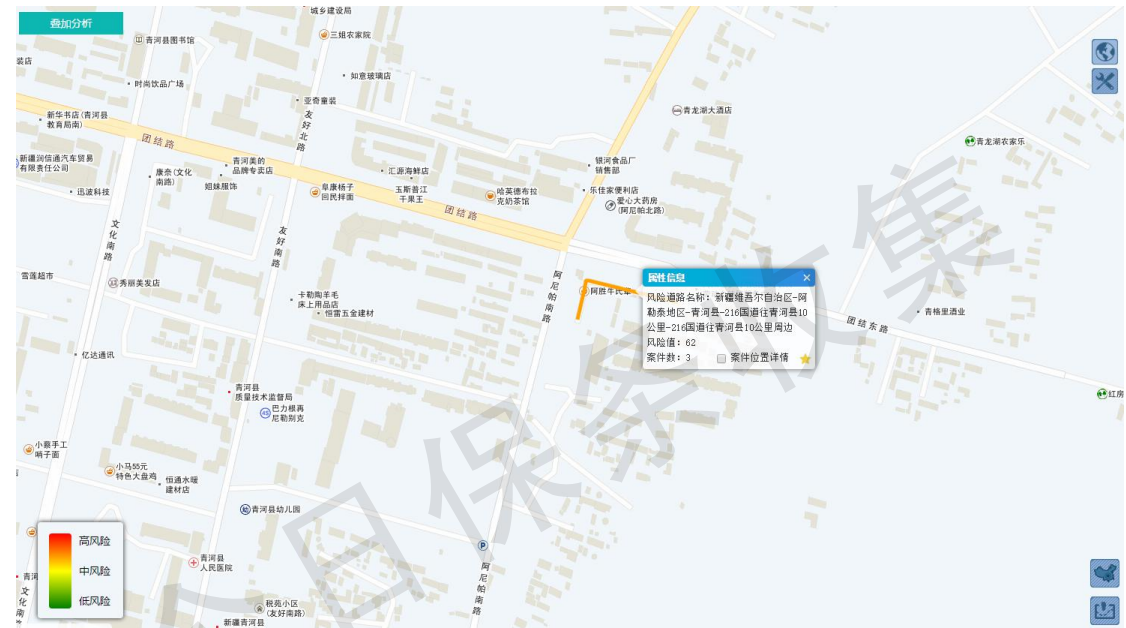 叠加分析
城乡建设局
三姐农家院
青河县图书馆
装店
时尚饮品广场
如意玻璃店
亚奇童装
友好北路
新华书店(青河县
教育局南)
团结路
青龙湖大酒店
青龙湖农家乐
新疆润信通汽车贸易
有限责任公司
康奈(文化
南路)
青河美的
品牌专卖店
姐妹服饰
迅波科技
阜康杨子
回民拌面
汇源海鲜店
玉斯普江
干果王
哈英德布拉
克奶茶馆
团结路
银河食品厂
销售部
乐佳家便利店
爱心大药房
(阿尼帕北路)
文化南路
友好南路
雪莲超市
秀丽美发店
卡勒陶羊毛
床上用品店
恒雷五金建材
阿尼帕南路
属性信息
风险道路名称：新疆维吾尔自治区-阿
勒泰地区-青河县-216国道往青河县10
公里-216国道往青河县10公里周边
风险值：62
案件数：3
案件位置详情
团结东路
青格里酒业
亿达通讯
青河县
质量技术监督局
巴力根再
尼勒别克
红房
小蔡手工
哨子面
小马55元
特色大盘鸡
恒通水暖
建材店
青河县幼儿园
P
高风险
中风险
低风险
青河县
人民医院
青河
文化南
阿尼帕南路
税苑小区
(友好南路)
新疆青河县
今日保条收集